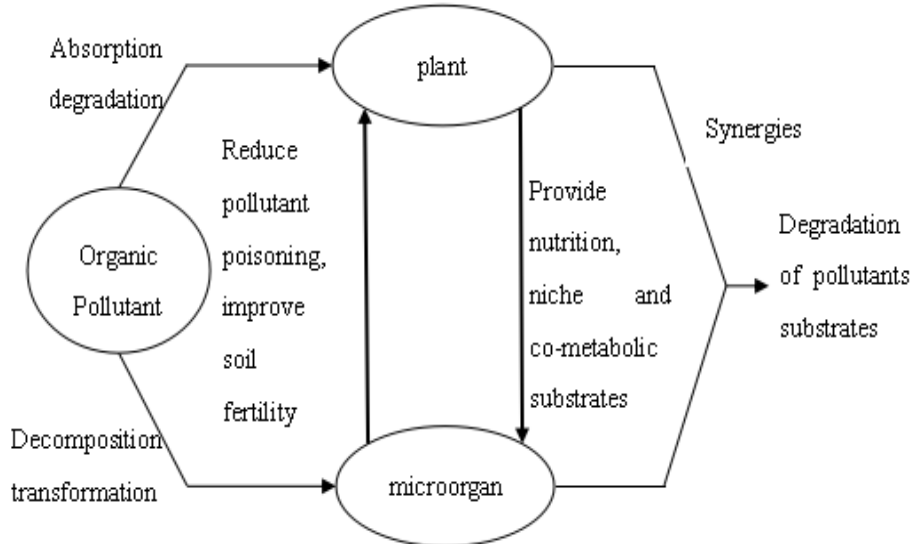 Absorption
degradation
plant
Reduce
pollutant
poisoning,
improve
soil
fertility
Synergies
Provide
nutrition,
niche and
co-metabolic
substrates
Organic
Pollutant
Degradation
of pollutants
substrates
Decomposition
transformation
microorgan